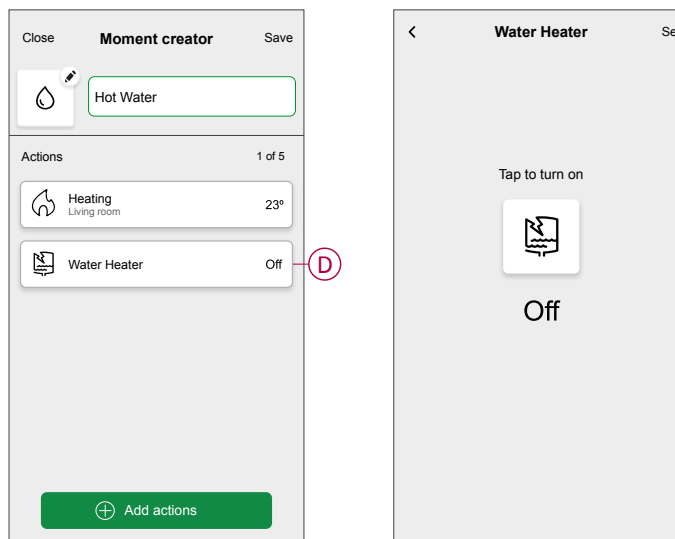 Close Moment creator Save
Hot Water
Actions 1 of 5
Heating 23º
Living room
Water Heater Off
D
Add actions
Water Heater
Tap to turn on
Off